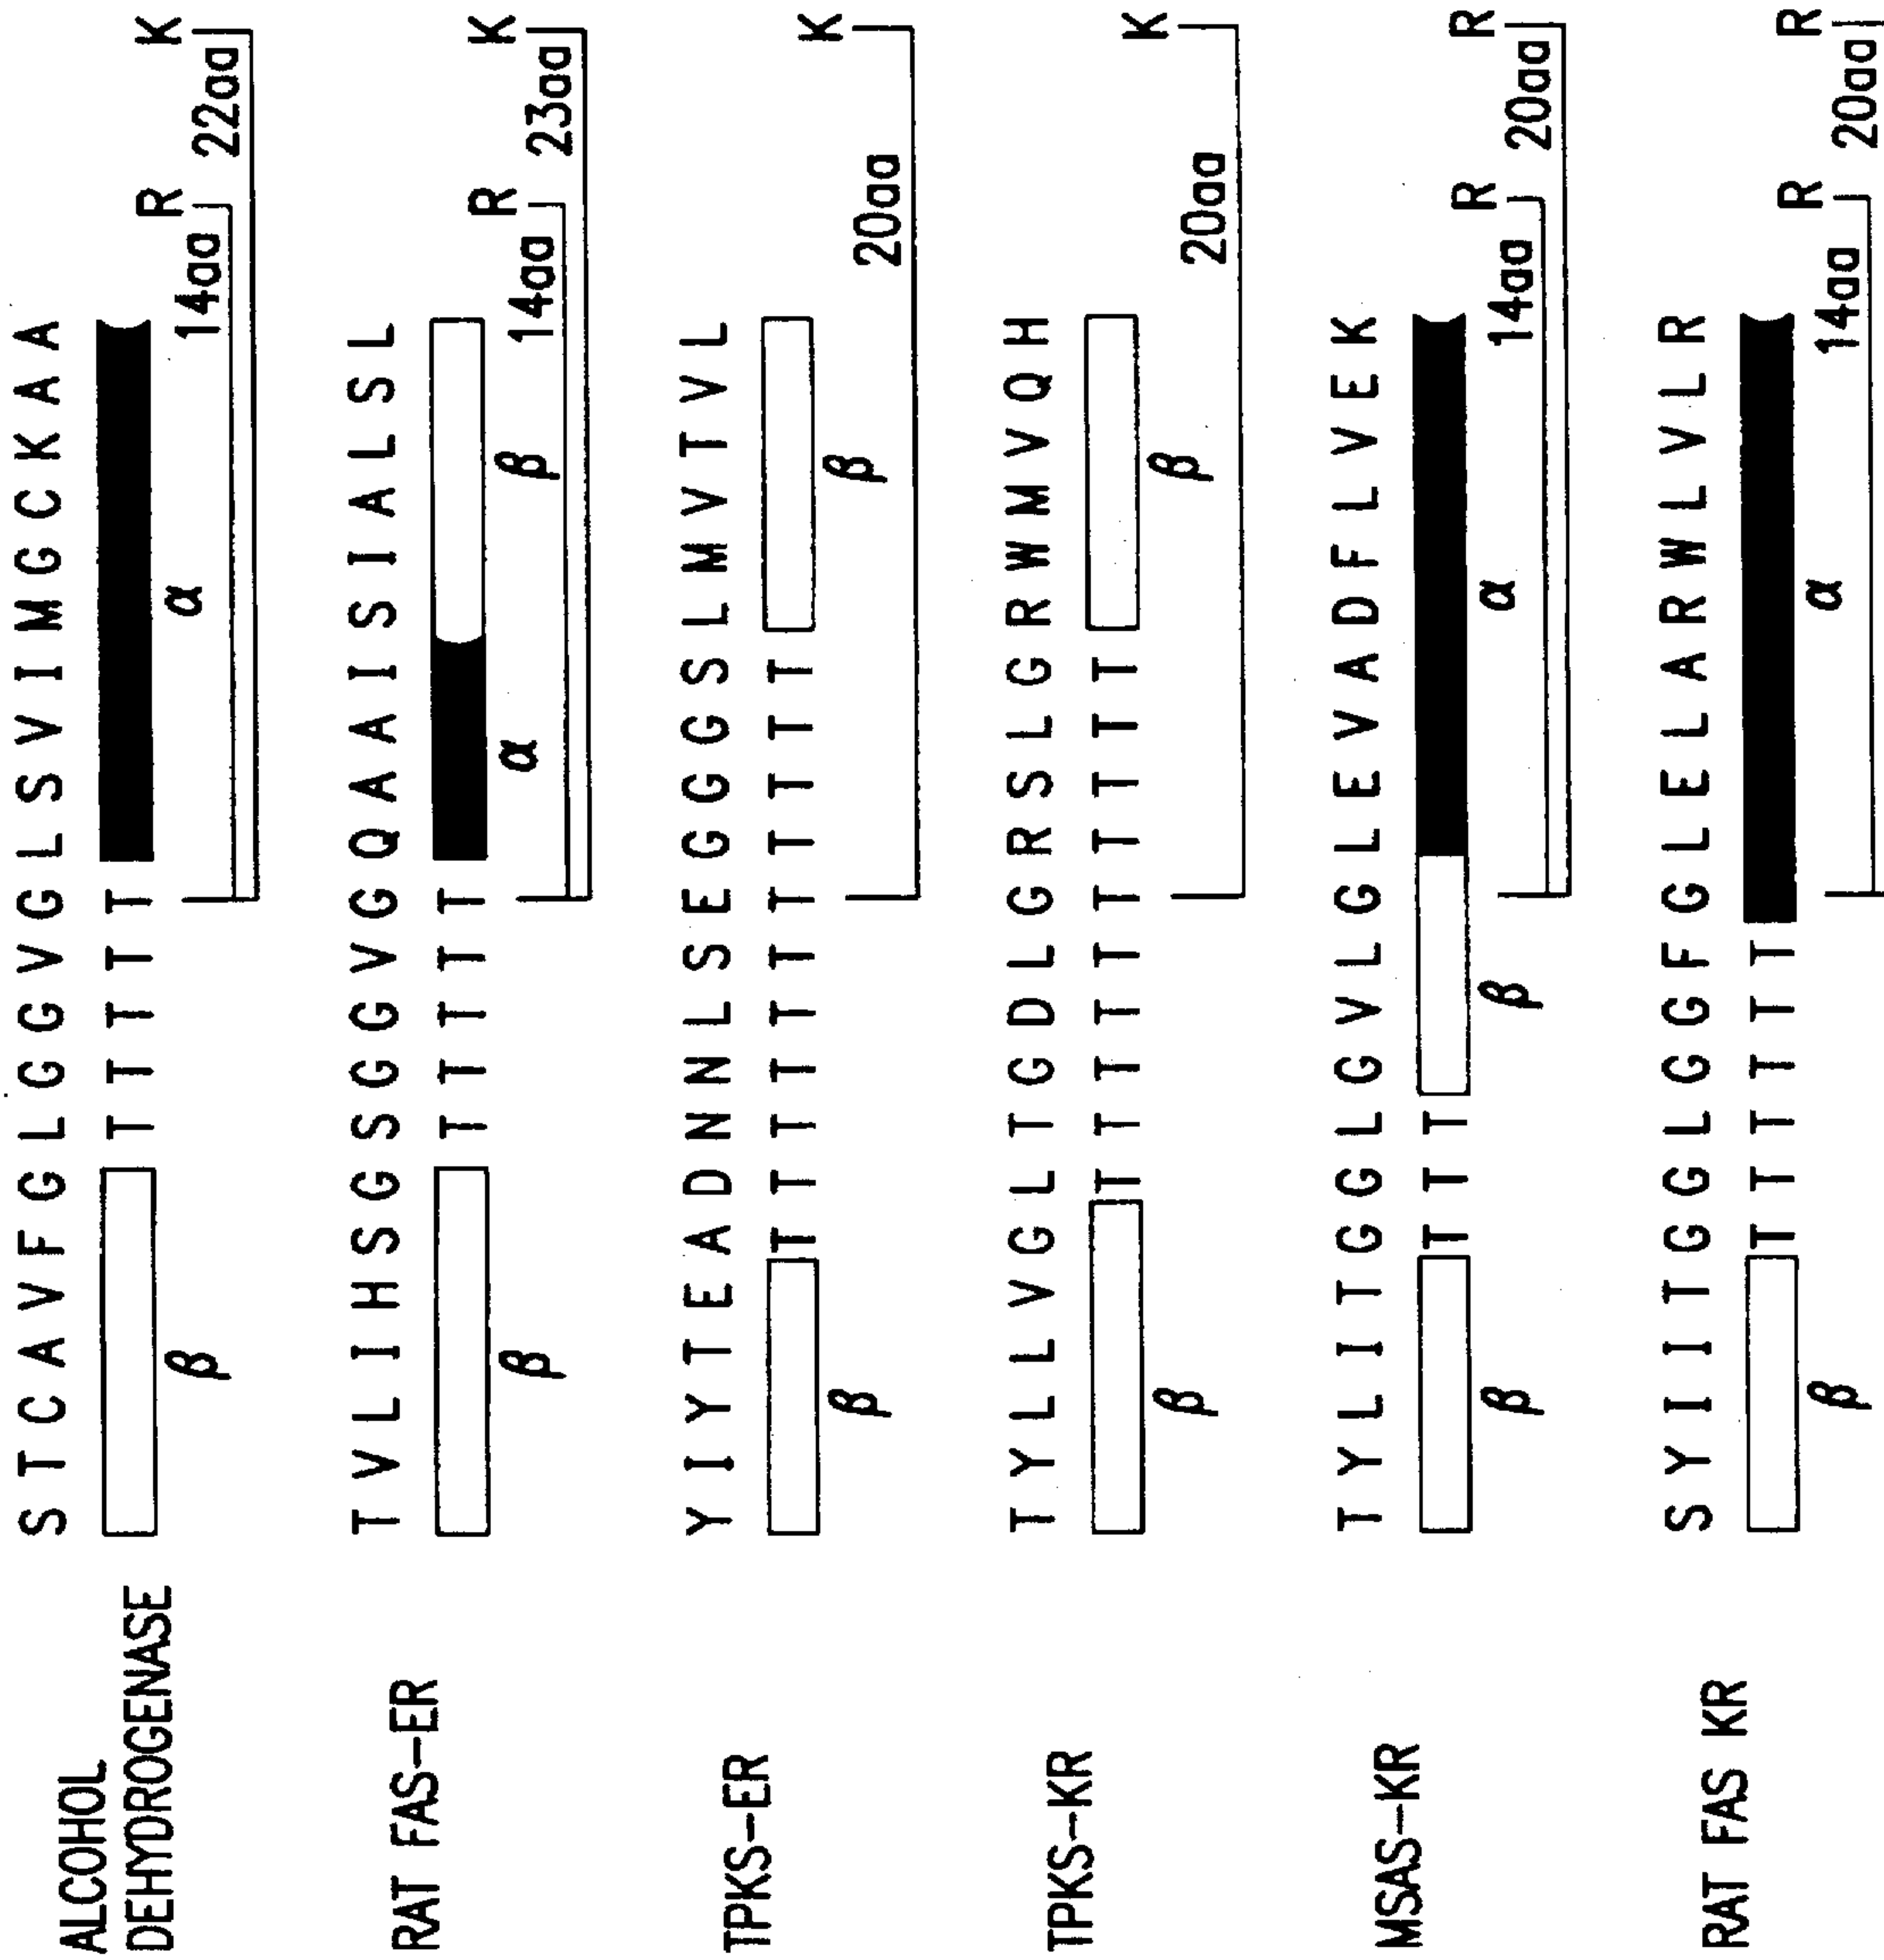 S T C A V F G L G G V G L S V I M G C K A A
ALCOHOL DEHYDROGENASE
T T T T T R K
β α 14aa 22aa
T V L I H S G S G G V G Q A A I S I A L S L
RAT FAS-ER
T T T T T R K
β α β 14aa 23aa
Y I Y T E A D N N L S E G G G S L M V T V L
TPKS-ER
T T T T T T T T T T T K
β β 20aa
T Y L L V G L T G D L G R S L G R W M V Q H
TPKS-KR
T T T T T T T T T T K
β β 20aa
T Y L I T G G L G V L G L E V A D F L V E K
MSAS-KR
T T T R R
β β α 14aa 20aa
S Y I I T G G L G G F G L E L A R W L V L R
RAT FAS KR
T T T T T T R R
β α 14aa 20aa